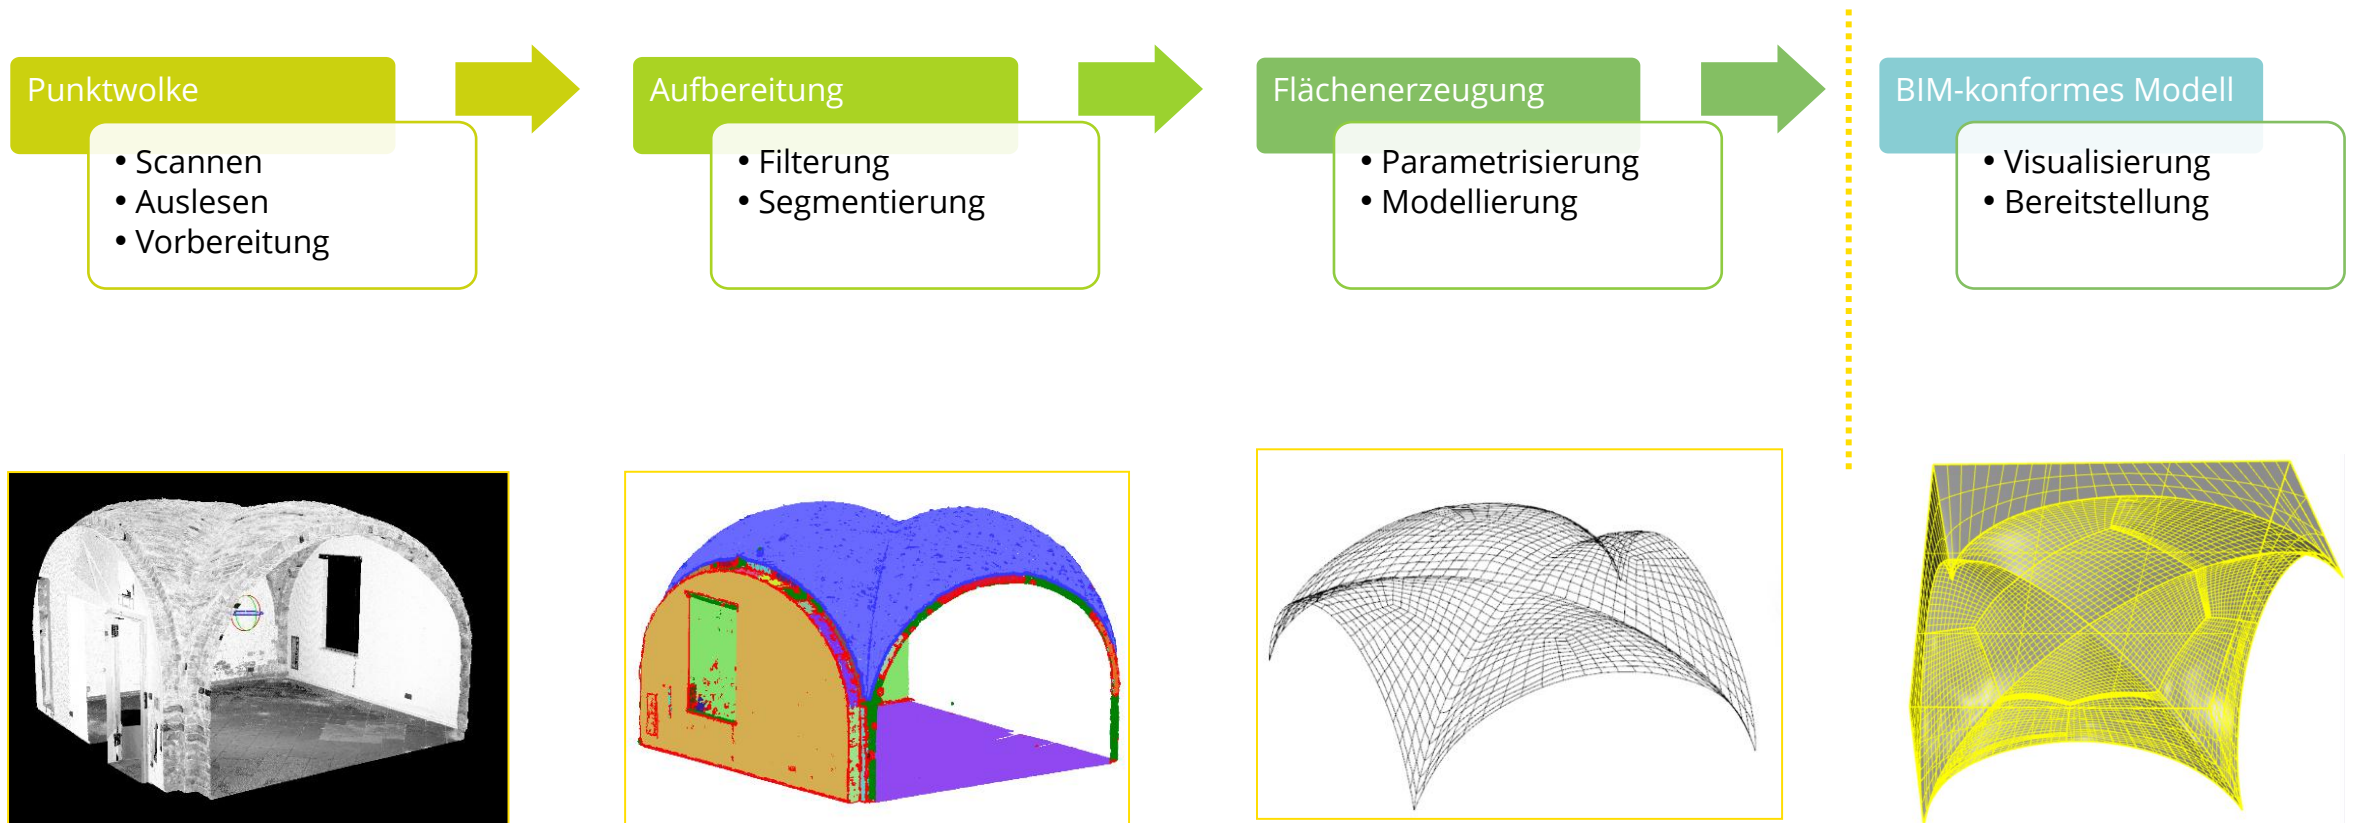 Punktwolke
• Scannen
• Auslesen
• Vorbereitung
Aufbereitung
• Filterung
• Segmentierung
Flächenerzeugung
• Parametrisierung
• Modellierung
BIM-konformes Modell
• Visualisierung
• Bereitstellung